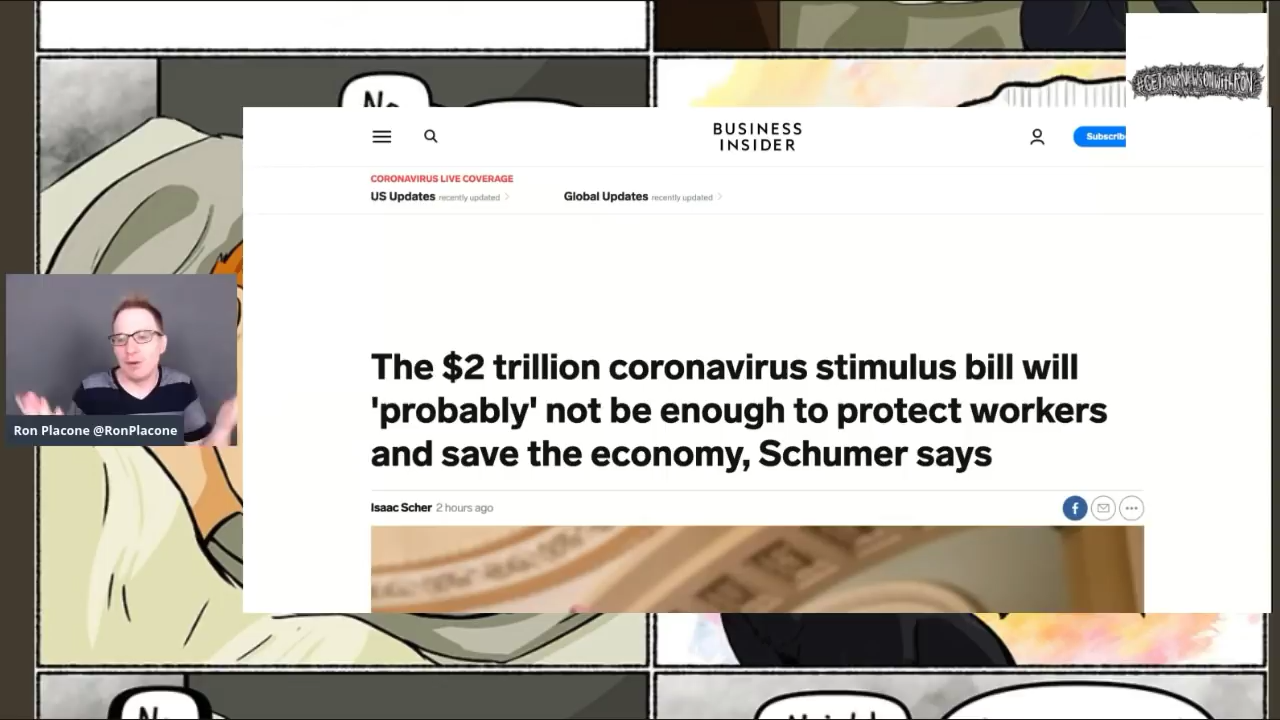 No
#GETYOURNEWSONWITHRON
BUSINESS
INSIDER
Subscrib
CORONAVIRUS LIVE COVERAGE
US Updates recently updated
Global Updates recently updated
The $2 trillion coronavirus stimulus bill will
'probably' not be enough to protect workers
and save the economy, Schumer says
Isaac Scher 2 hours ago
Ron Placone @RonPlacone